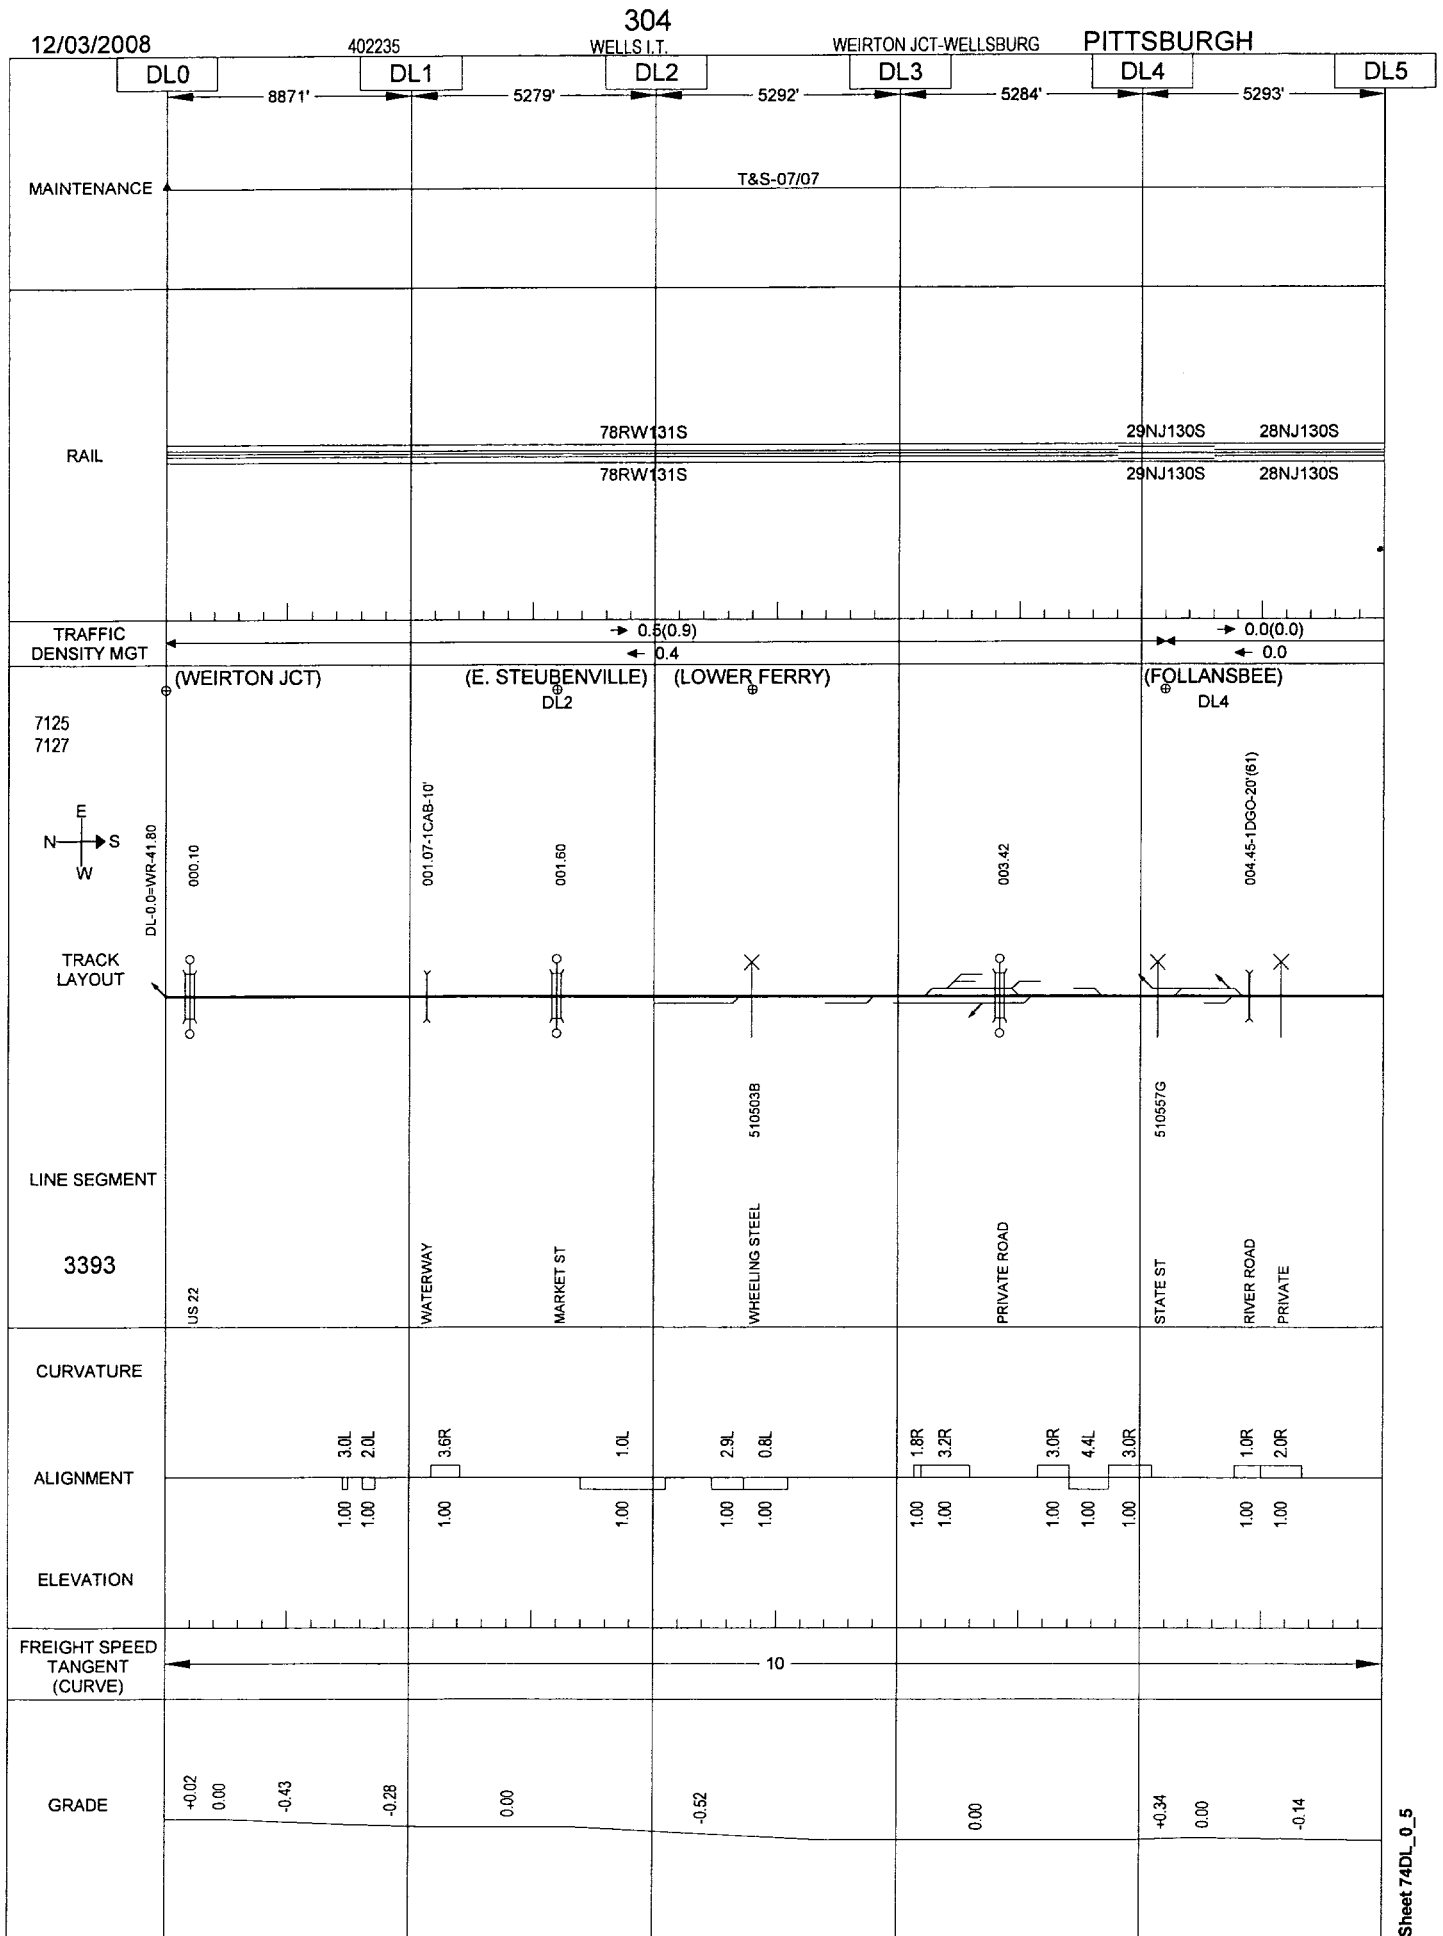 304
12/03/2008 402235 WELLS I.T. WEIRTON JCT-WELLSBURG PITTSBURGH
DL0 DL1 DL2 DL3 DL4 DL5
8871' 5279' 5292' 5284' 5293'
MAINTENANCE T&S-07/07
78RW131S 29NJ130S 28NJ130S
RAIL
78RW131S 29NJ130S 28NJ130S
TRAFFIC
DENSITY MGT
0.5(0.9) 0.0(0.0)
0.4 0.0
(WEIRTON JCT) (E. STEUBENVILLE) (LOWER FERRY) (FOLLANSBEE)
DL2 DL4
7125
7127
E
N S
W
DL-0.0=WR-41.80
000.10
001.07-1CAB-10'
001.60
003.42
004.45-1DGO-20'(61)
TRACK
LAYOUT
510503B
510557G
LINE SEGMENT
3393
US 22
WATERWAY
MARKET ST
WHEELING STEEL
PRIVATE ROAD
STATE ST
RIVER ROAD
PRIVATE
CURVATURE
3.0L 2.0L 3.6R 1.0L 2.9L 0.8L 1.8R 3.2R 3.0R 4.4L 3.0R 1.0R 2.0R
ALIGNMENT
1.00 1.00 1.00 1.00 1.00 1.00 1.00 1.00 1.00 1.00 1.00 1.00 1.00
ELEVATION
FREIGHT SPEED
TANGENT
(CURVE)
10
GRADE
+0.02 0.00 -0.43 -0.28 0.00 -0.52 0.00 +0.34 0.00 -0.14
Sheet 74DL_0_5